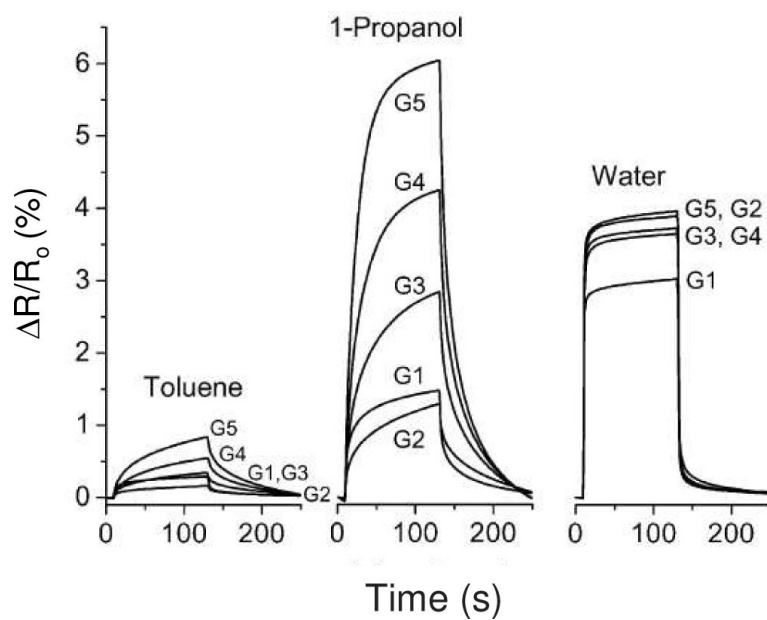 1-Propanol
6
5
4
3
2
1
0
ΔR/R₀ (%)
Toluene
G5
G4
G1,G3
G2
G5
G4
G3
G1
G2
Water
G5, G2
G3, G4
G1
0 100 200
0 100 200
0 100 200
Time (s)